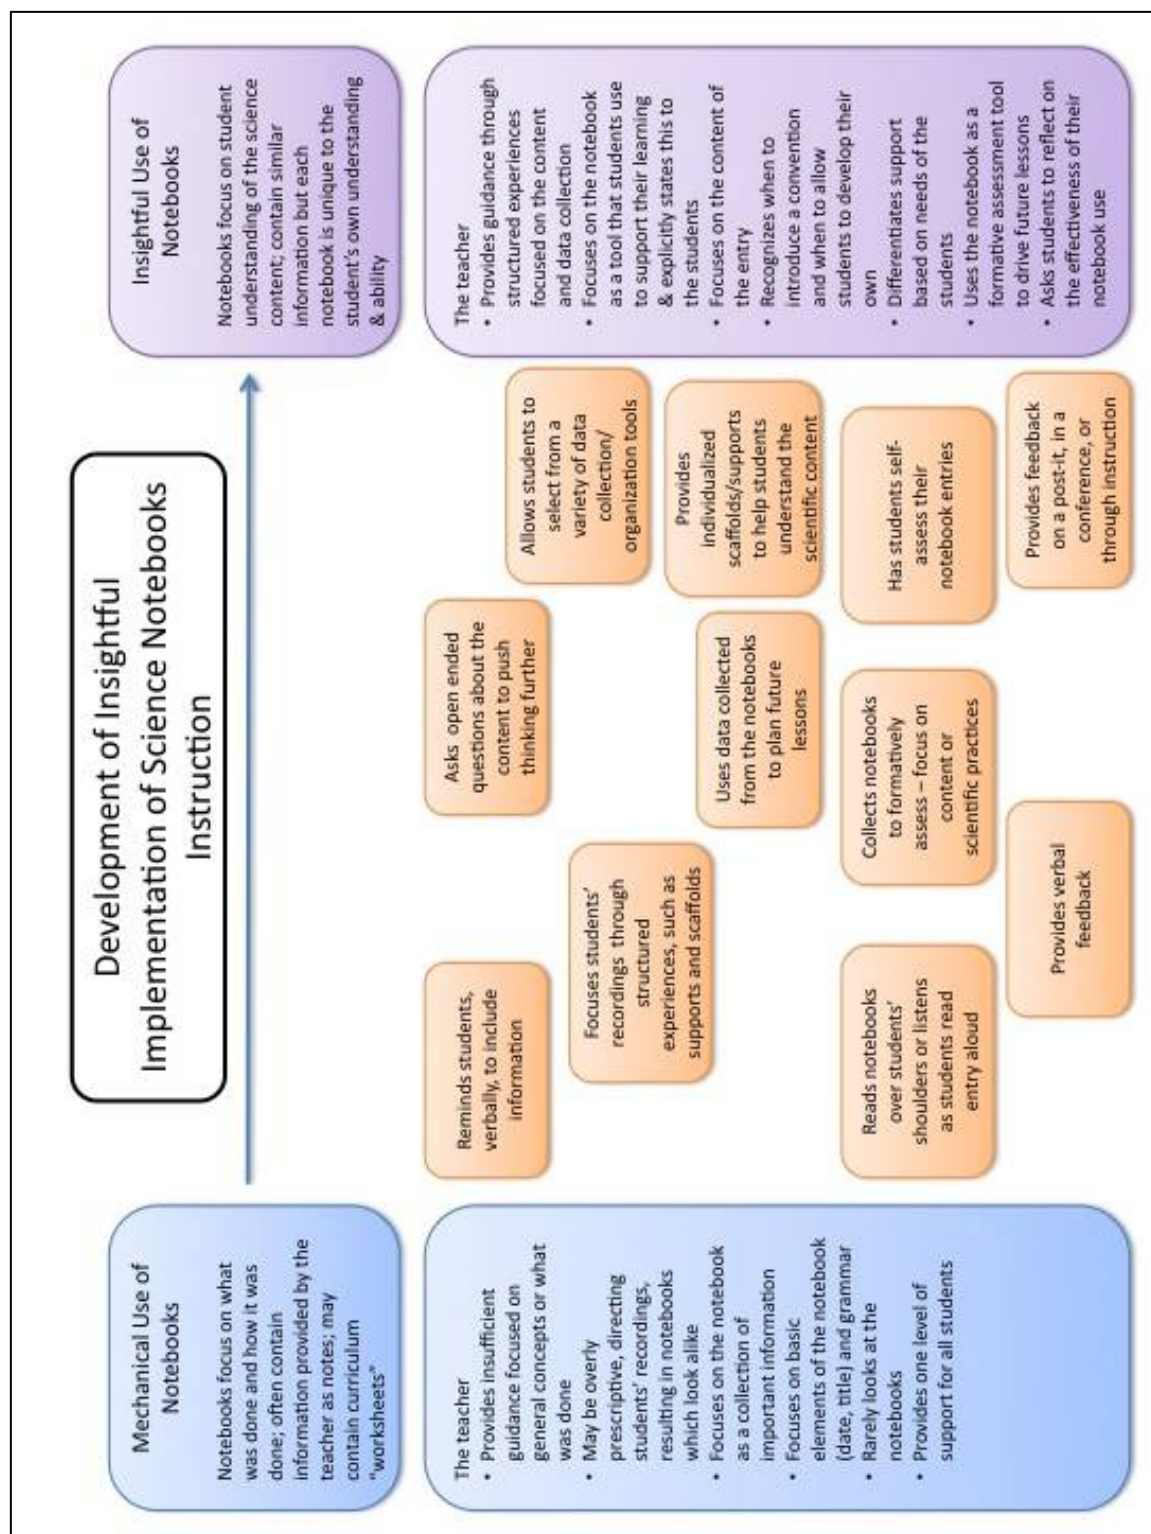 Development of Insightful
Implementation of Science Notebooks
Instruction
Mechanical Use of
Notebooks
Notebooks focus on what
was done and how it was
done; often contain
information provided by the
teacher as notes; may
contain curriculum
“worksheets”
Insightful Use of
Notebooks
Notebooks focus on student
understanding of the science
content; contain similar
information but each
notebook is unique to the
student’s own understanding
& ability
The teacher
• Provides insufficient
guidance focused on
general concepts or what
was done
• May be overly
prescriptive, directing
students’ recordings,
resulting in notebooks
which look alike
• Focuses on the notebook
as a collection of
important information
• Focuses on basic
elements of the notebook
(date, title) and grammar
• Rarely looks at the
notebooks
• Provides one level of
support for all students
Reminds students,
verbally, to include
information
Focuses students’
recordings through
structured
experiences, such as
supports and scaffolds
Reads notebooks
over students’
shoulders or listens
as students read
entry aloud
Provides verbal
feedback
Asks open ended
questions about the
content to push
thinking further
Uses data collected
from the notebooks
to plan future
lessons
Collects notebooks
to formatively
assess – focus on
content or
scientific practices
Allows students to
select from a
variety of data
collection/
organization tools
Provides
individualized
scaffolds/supports
to help students
understand the
scientific content
Has students self-
assess their
notebook entries
Provides feedback
on a post-it, in a
conference, or
through instruction
The teacher
• Provides guidance through
structured experiences
focused on the content
and data collection
• Focuses on the notebook
as a tool that students use
to support their learning
& explicitly states this to
the students
• Focuses on the content of
the entry
• Recognizes when to
introduce a convention
and when to allow
students to develop their
own
• Differentiates support
based on needs of the
students
• Uses the notebook as a
formative assessment tool
to drive future lessons
• Asks students to reflect on
the effectiveness of their
notebook use